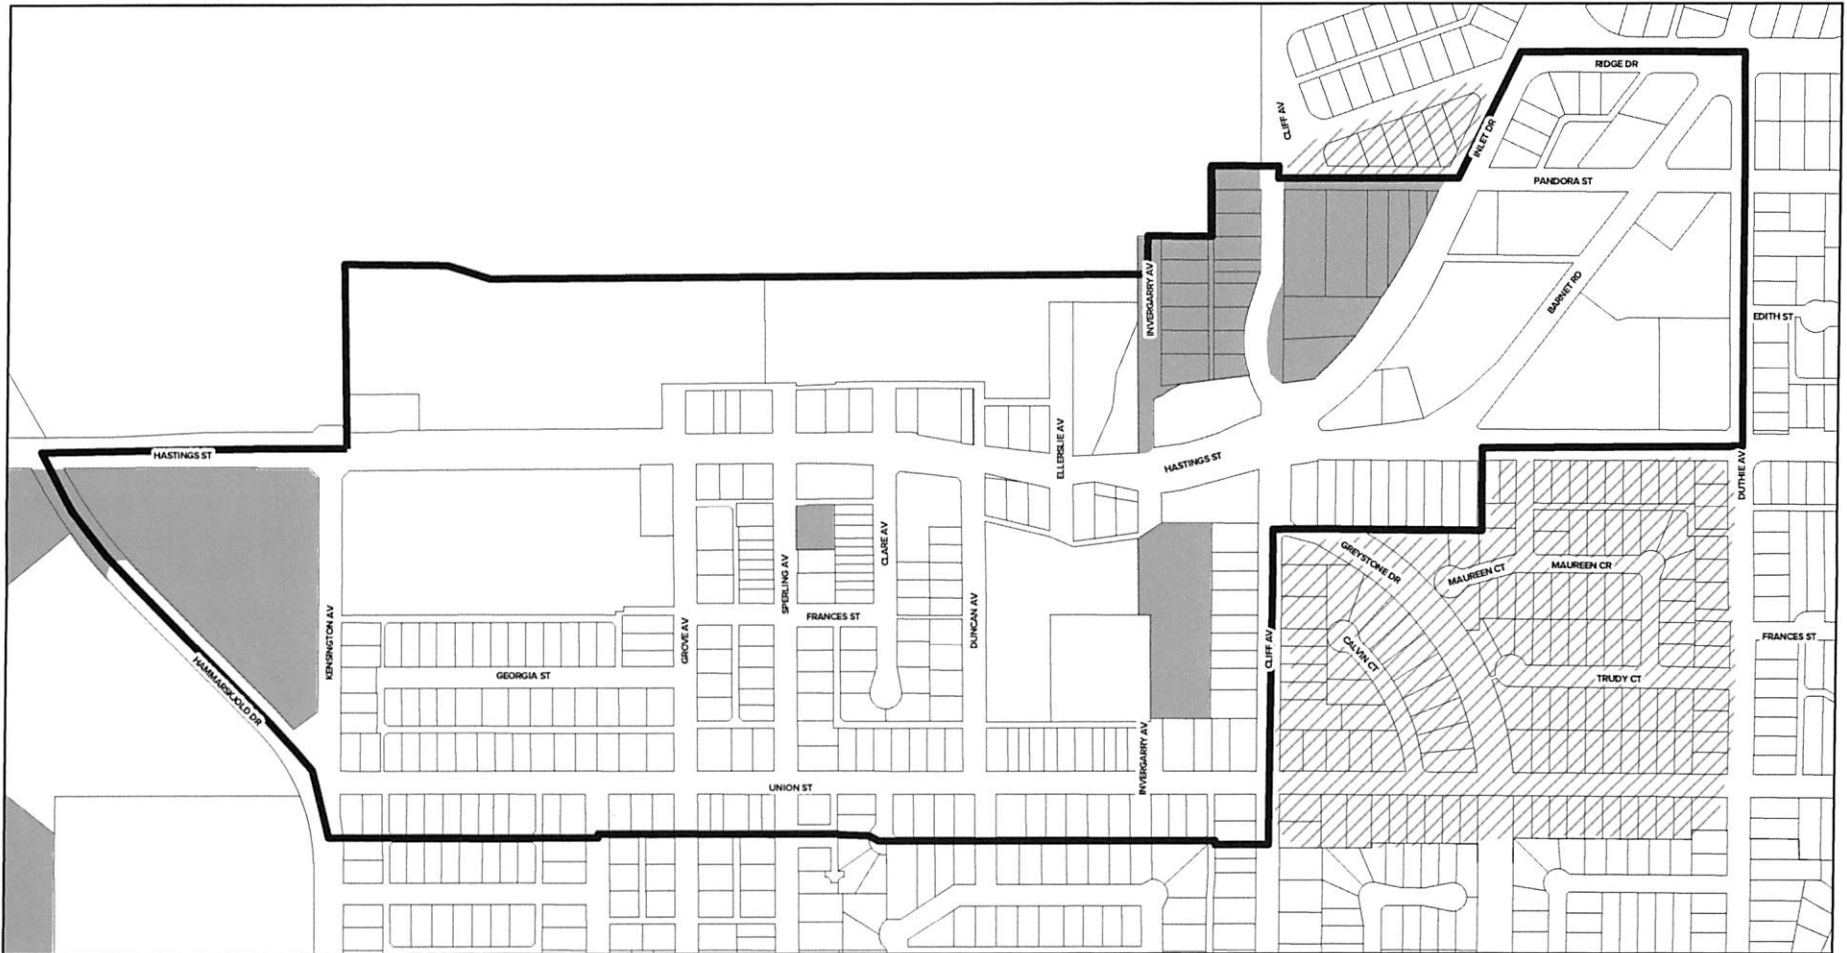 RIDGE DR
CLIFF AV
INLET DR
PANDORA ST
INVERGARRY AV
BARNET RD
EDITH ST
HASTINGS ST
ELLERSLIE AV
HASTINGS ST
DUTHIE AV
CLARE AV
GREYSTONE DR
MAUREEN CT
MAUREEN CR
SPERLING AV
FRANCES ST
DUNCAN AV
KENSINGTON AV
GROVE AV
CLIFF AV
CALVIN CT
FRANCES ST
GEORGIA ST
TRUDY CT
HAMMARSKJOLD DR
INVERGARRY AV
UNION ST